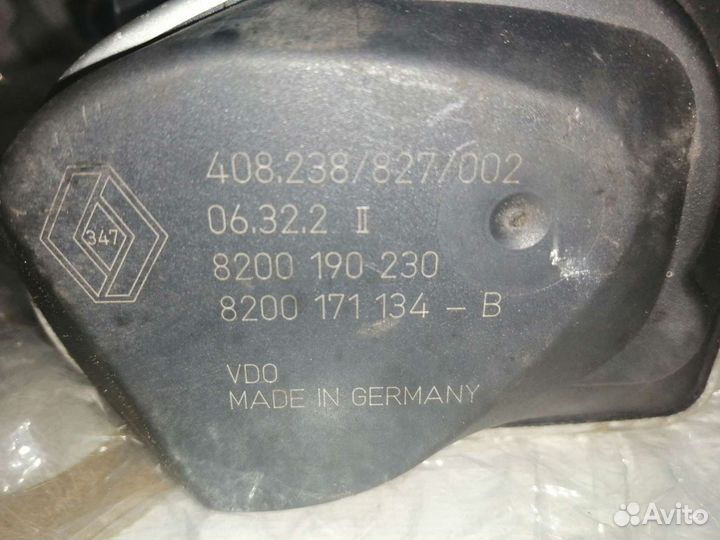 408.238/827/002
347
06.32.2 II
8200 190 230
8200 171 134 - B
VDO
MADE IN GERMANY
Avito